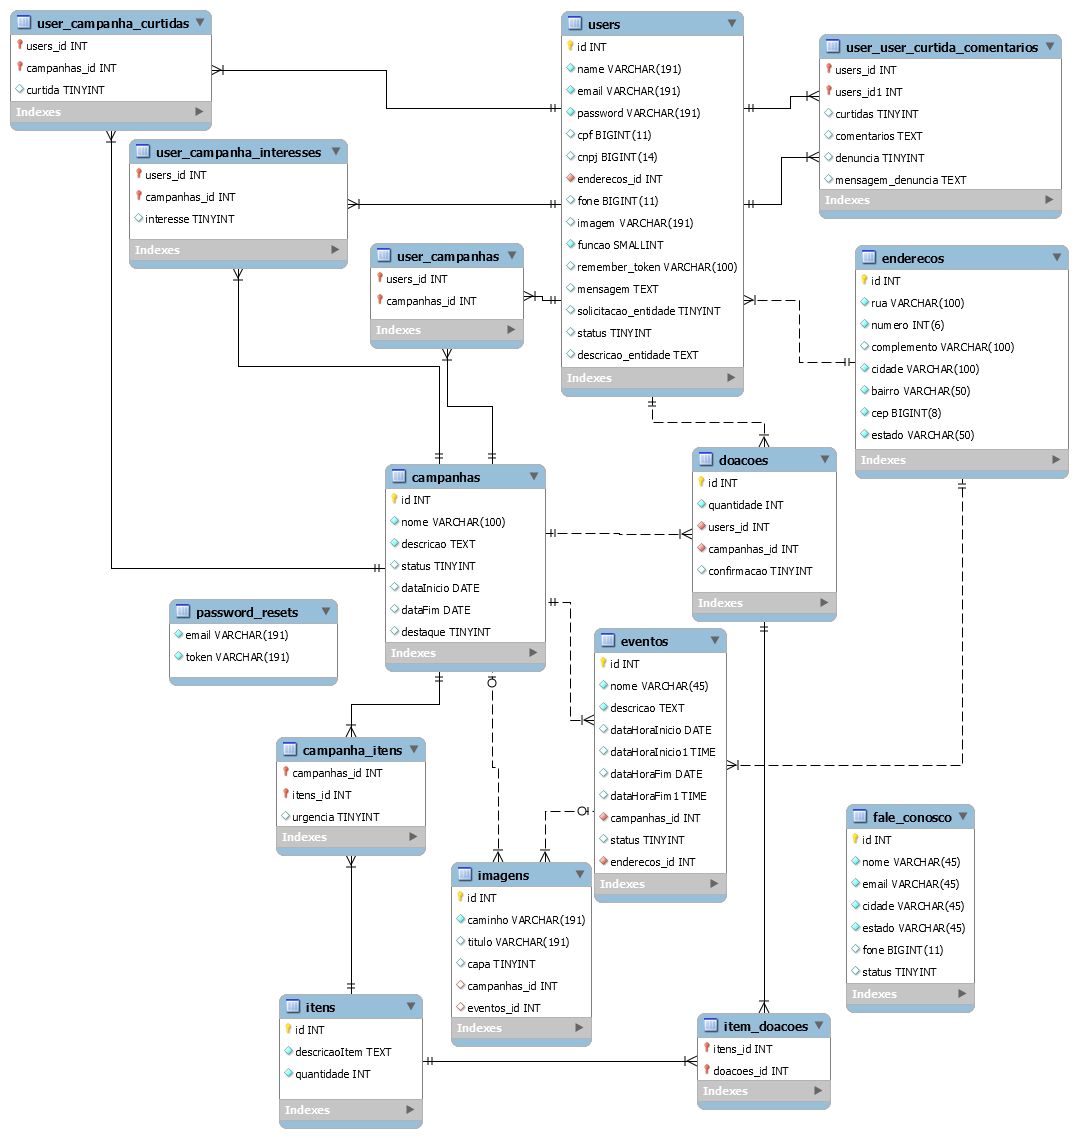 user_campanha_curtidas
users_id INT
campanhas_id INT
curtida TINYINT
Indexes
user_campanha_interesses
users_id INT
campanhas_id INT
interesse TINYINT
Indexes
user_campanhas
users_id INT
campanhas_id INT
Indexes
users
id INT
name VARCHAR(191)
email VARCHAR(191)
password VARCHAR(191)
cpf BIGINT(11)
cnpj BIGINT(14)
enderecos_id INT
fone BIGINT(11)
imagem VARCHAR(191)
funcao SMALLINT
remember_token VARCHAR(100)
mensagem TEXT
solicitacao_entidade TINYINT
status TINYINT
descricao_entidade TEXT
Indexes
user_user_curtida_comentarios
users_id INT
users_id1 INT
curtidas TINYINT
comentarios TEXT
denuncia TINYINT
mensagem_denuncia TEXT
Indexes
enderecos
id INT
rua VARCHAR(100)
numero INT(6)
complemento VARCHAR(100)
cidade VARCHAR(100)
bairro VARCHAR(50)
cep BIGINT(8)
estado VARCHAR(50)
Indexes
campanhas
id INT
nome VARCHAR(100)
descricao TEXT
status TINYINT
dataInicio DATE
dataFim DATE
destaque TINYINT
Indexes
doacoes
id INT
quantidade INT
users_id INT
campanhas_id INT
confirmacao TINYINT
Indexes
password_resets
email VARCHAR(191)
token VARCHAR(191)
eventos
id INT
nome VARCHAR(45)
descricao TEXT
dataHoraInicio DATE
dataHoraInicio1 TIME
dataHoraFim DATE
dataHoraFim1 TIME
campanhas_id INT
status TINYINT
enderecos_id INT
Indexes
campanha_itens
campanhas_id INT
itens_id INT
urgencia TINYINT
Indexes
imagens
id INT
caminho VARCHAR(191)
titulo VARCHAR(191)
capa TINYINT
campanhas_id INT
eventos_id INT
Indexes
fale_conosco
id INT
nome VARCHAR(45)
email VARCHAR(45)
cidade VARCHAR(45)
estado VARCHAR(45)
fone BIGINT(11)
status TINYINT
Indexes
itens
id INT
descricaoItem TEXT
quantidade INT
Indexes
item_doacoes
itens_id INT
doacoes_id INT
Indexes